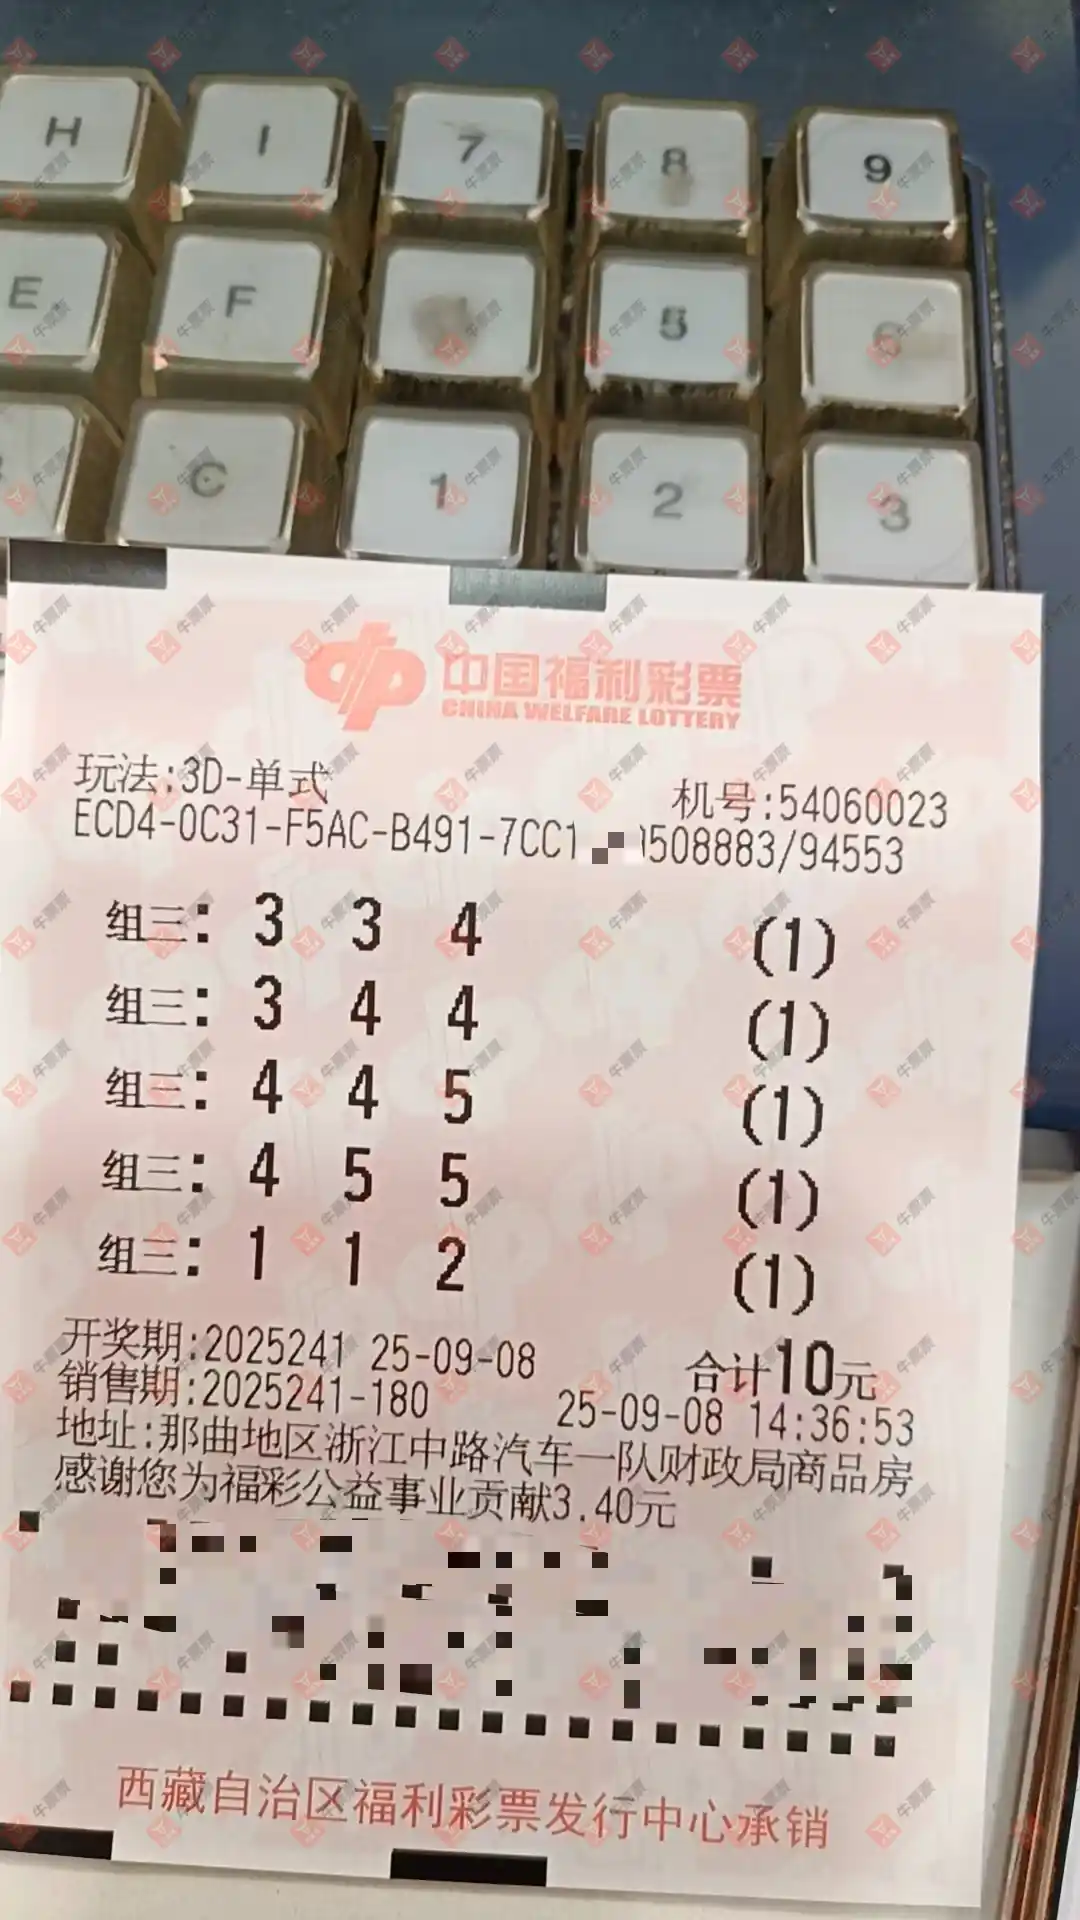 H I 7 8 9
E F 5 6
C 1 2 3
中国福利彩票
CHINA WELFARE LOTTERY
玩法:3D-单式
机号:54060023
ECD4-0C31-F5AC-B491-7CC1 508883/94553
组三: 3 3 4 (1)
组三: 3 4 4 (1)
组三: 4 4 5 (1)
组三: 4 5 5 (1)
组三: 1 1 2 (1)
开奖期:2025241 25-09-08 合计10元
销售期:2025241-180 25-09-08 14:36:53
地址:那曲地区浙江中路汽车一队财政局商品房
感谢您为福彩公益事业贡献3.40元
西藏自治区福利彩票发行中心承销
牛票票